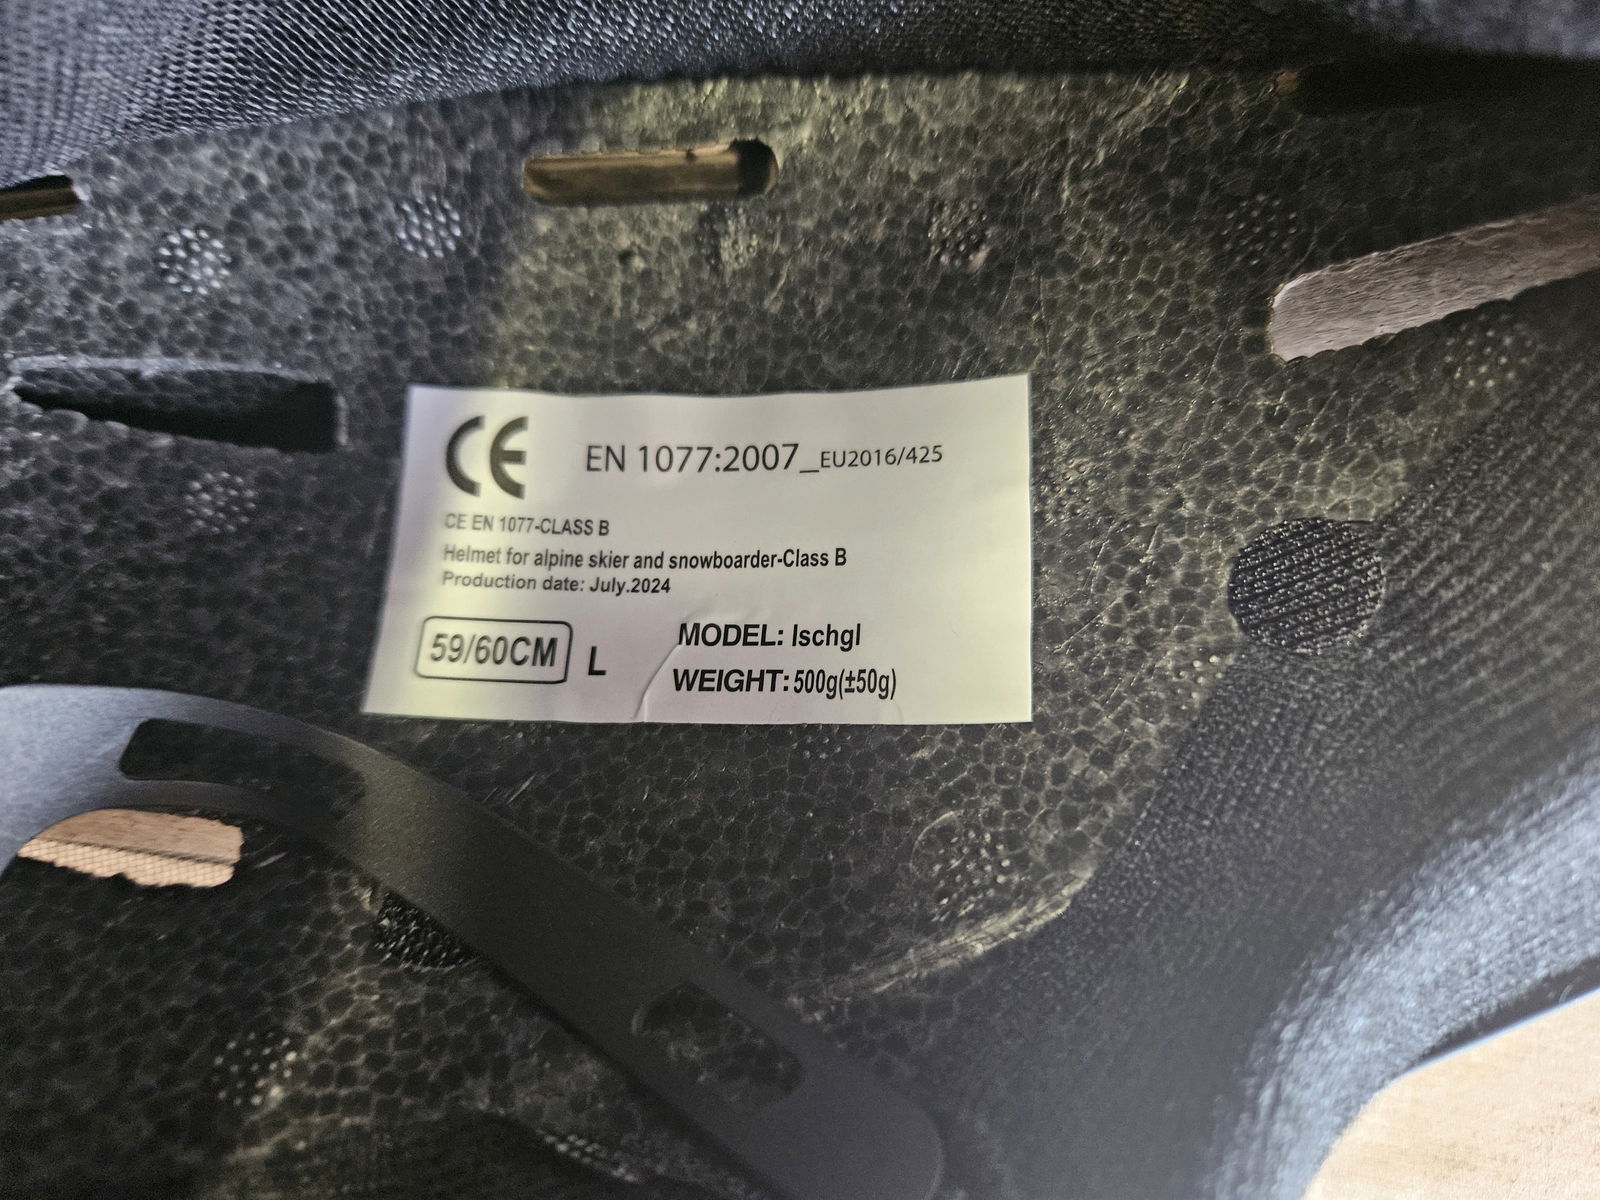 CE EN 1077:2007_EU2016/425
CE EN 1077-CLASS B
Helmet for alpine skier and snowboarder-Class B
Production date: July.2024
59/60CM L
MODEL: Ischgl
WEIGHT: 500g(±50g)